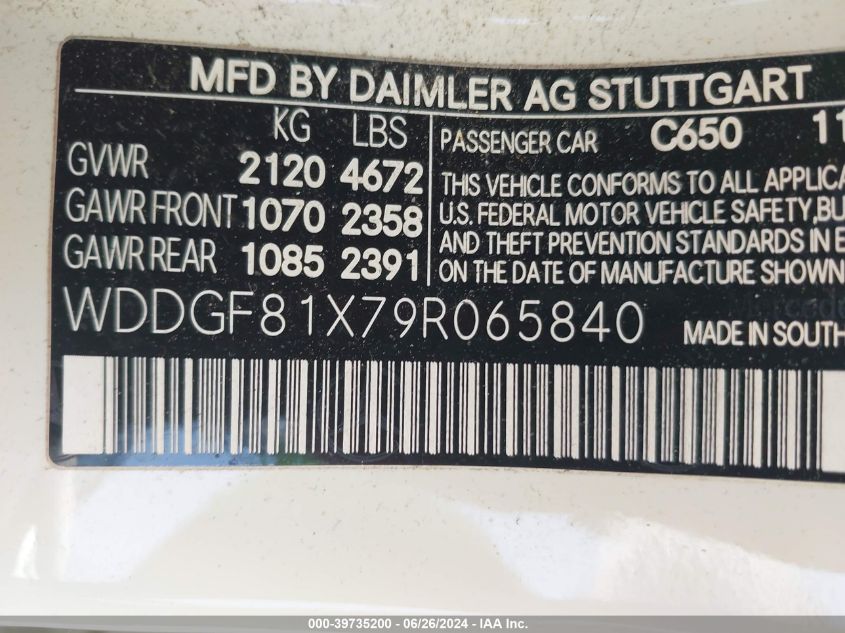 MFD BY DAIMLER AG STUTTGART
KG LBS
GVWR 2120 4672
GAWR FRONT 1070 2358
GAWR REAR 1085 2391
PASSENGER CAR C650 11
THIS VEHICLE CONFORMS TO ALL APPLICA
U.S. FEDERAL MOTOR VEHICLE SAFETY, BU
AND THEFT PREVENTION STANDARDS IN E
ON THE DATE OF MANUFACTURE SHOWN
WDDGF81X79R065840 MADE IN SOUTH
000-39735200 - 06/26/2024 - IAA Inc.